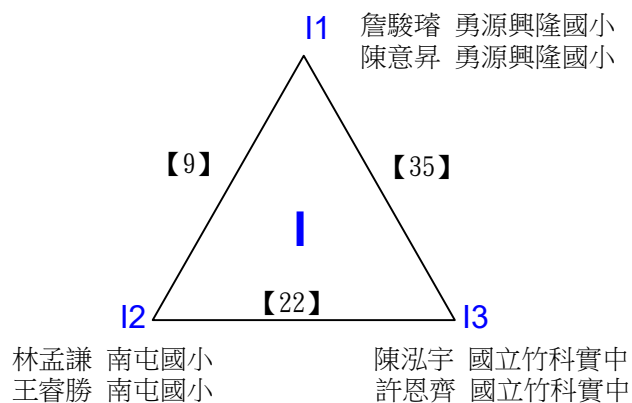 I1 詹駿璿 勇源興隆國小
陳意昇 勇源興隆國小
【9】 【35】
I
【22】
I2 I3
林孟謙 南屯國小 陳泓宇 國立竹科實中
王睿勝 南屯國小 許恩齊 國立竹科實中